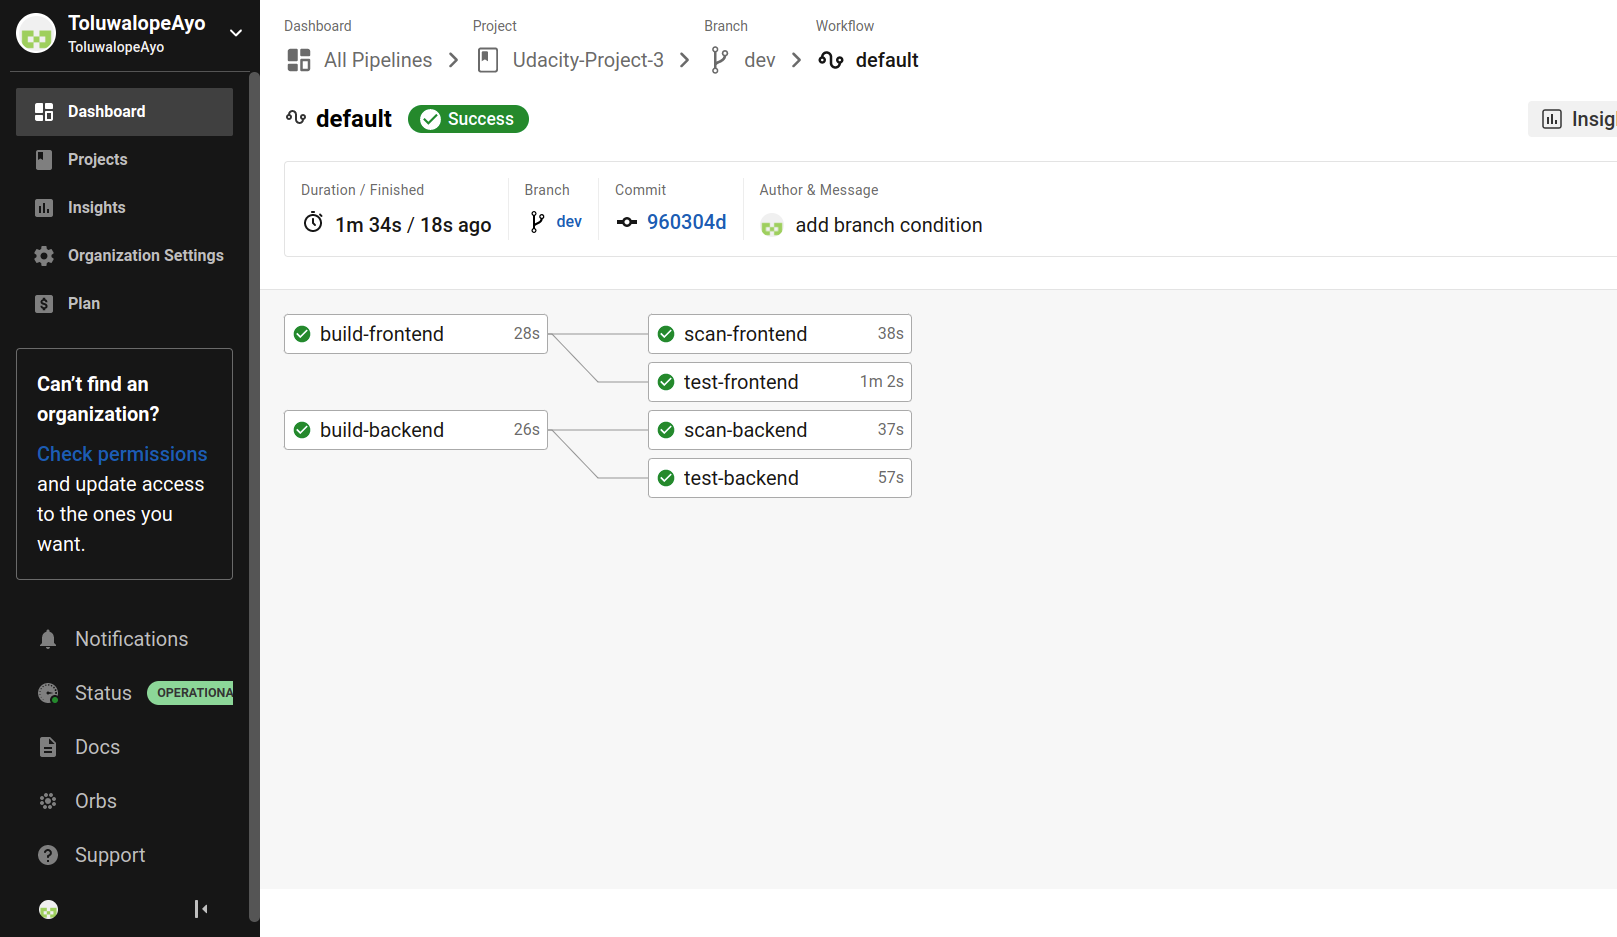 ToluwalopeAyo
ToluwalopeAyo
Dashboard
Projects
Insights
Organization Settings
Plan
Can’t find an
organization?
Check permissions
and update access
to the ones you
want.
Notifications
Status OPERATIONA
Docs
Orbs
Support
Dashboard Project Branch Workflow
All Pipelines Udacity-Project-3 dev default
default Success Insig
Duration / Finished Branch Commit Author & Message
1m 34s / 18s ago dev 960304d add branch condition
build-frontend 28s scan-frontend 38s
test-frontend 1m 2s
build-backend 26s scan-backend 37s
test-backend 57s